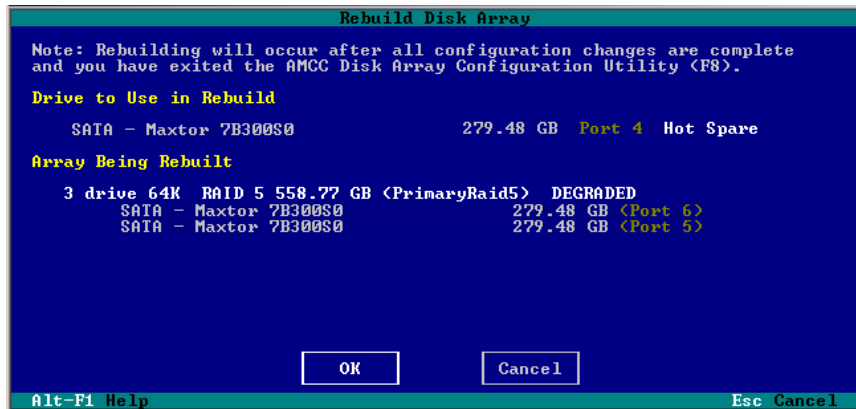 Rebuild Disk Array
Note: Rebuilding will occur after all configuration changes are complete
and you have exited the AMCC Disk Array Configuration Utility (F8).
Drive to Use in Rebuild
SATA - Maxtor 7B300S0 279.48 GB Port 4 Hot Spare
Array Being Rebuilt
3 drive 64K RAID 5 558.77 GB (PrimaryRaid5) DEGRADED
SATA - Maxtor 7B300S0 279.48 GB (Port 6)
SATA - Maxtor 7B300S0 279.48 GB (Port 5)
OK Cancel
Alt-F1 Help Esc Cancel